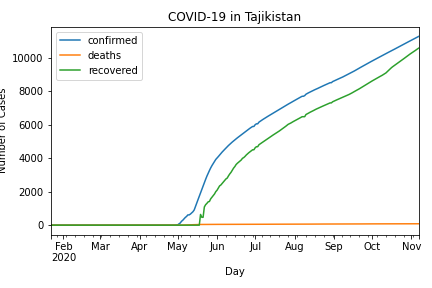 COVID-19 in Tajikistan
confirmed
deaths
recovered
Number of Cases
10000
8000
6000
4000
2000
0
Feb Mar Apr May Jun Jul Aug Sep Oct Nov
2020
Day